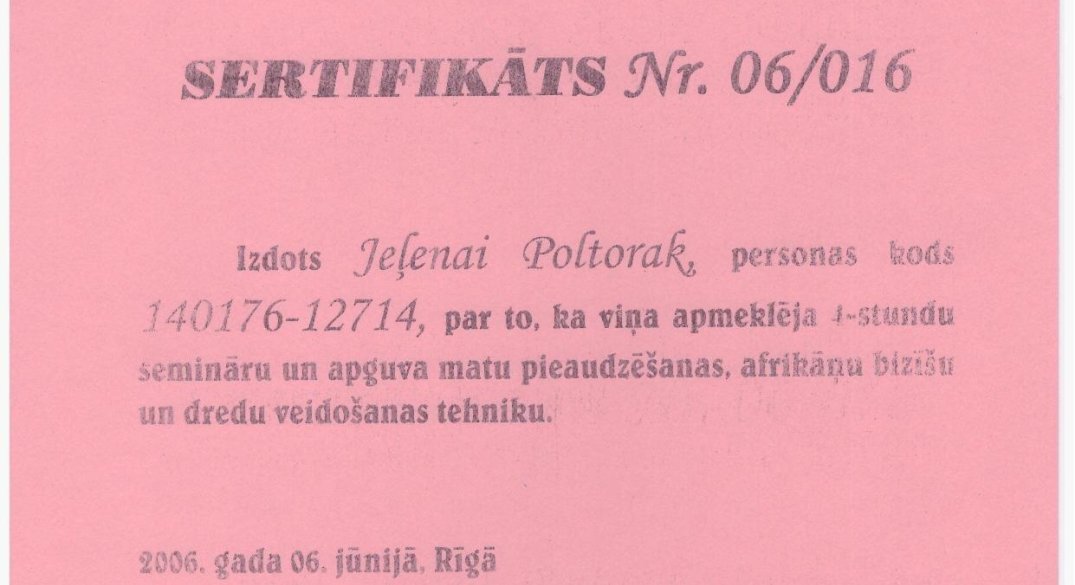 SERTIFIKĀTS Nr. 06/016
Izdots Jeļenai Poltorak, personas kods
140176-12714, par to, ka viņa apmeklēja 4-stundu
semināru un apguva matu pieaudzēšanas, afrikāņu bizīšu
un dredu veidošanas tehniku.
2006. gada 06. jūnijā, Rīgā